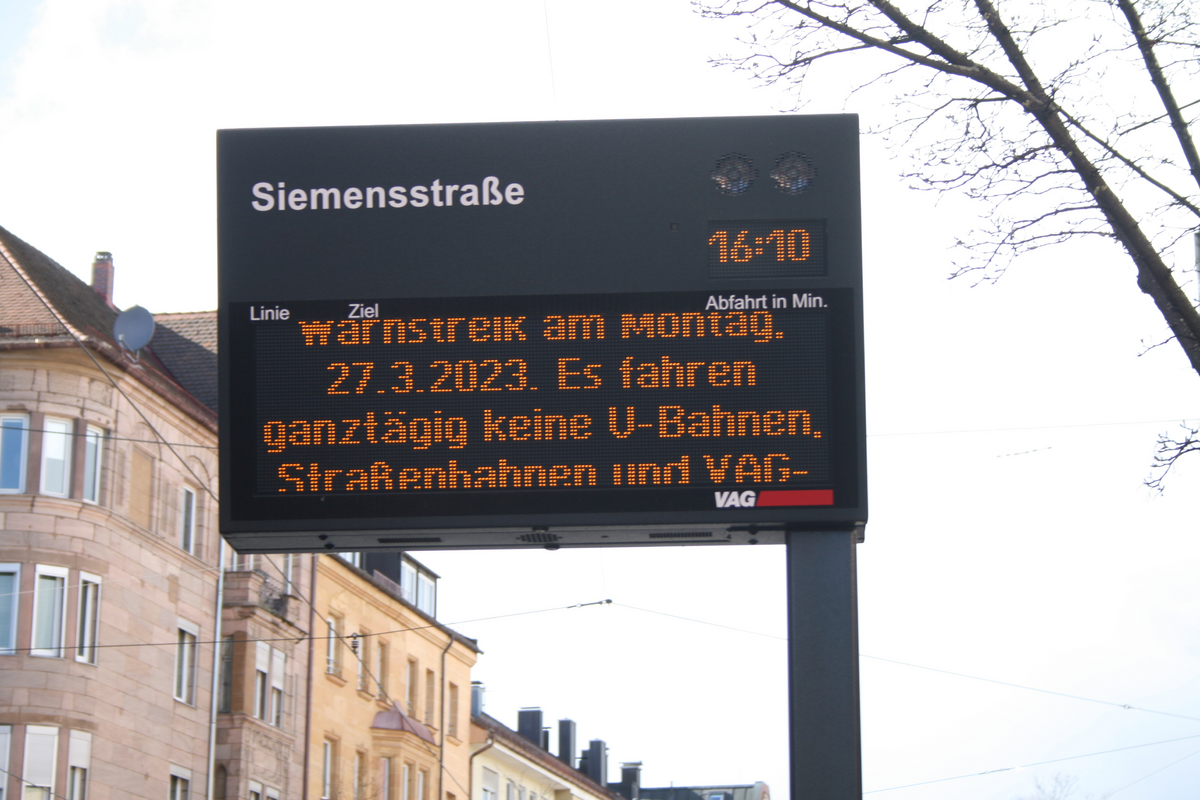 Siemensstraße
16:10
Linie Ziel Abfahrt in Min.
Warnstreik am Montag.
27.3.2023. Es fahren
ganztägig keine U-Bahnen,
Straßenbahnen und VAG-
VAG